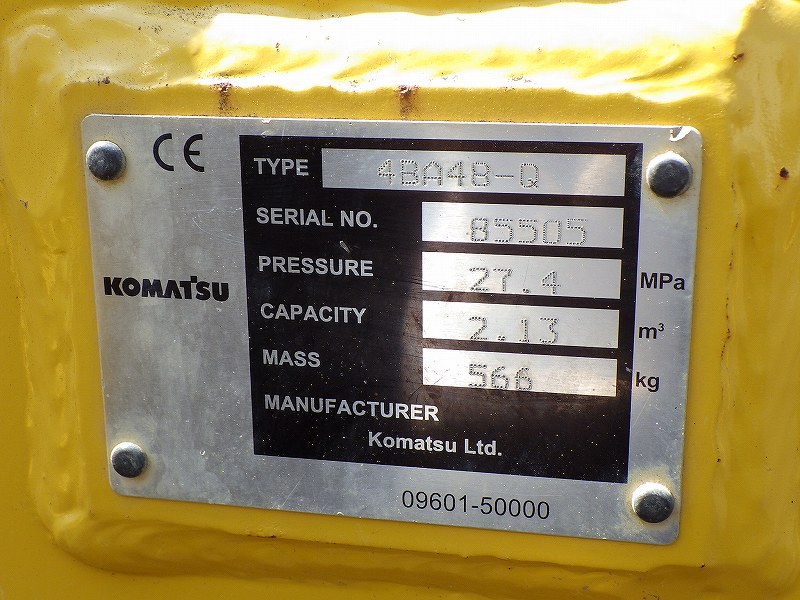 CE
KOMATSU
TYPE 4BA48-Q
SERIAL NO. 85505
PRESSURE 27.4 MPa
CAPACITY 2.13 m³
MASS 566 kg
MANUFACTURER
Komatsu Ltd.
09601-50000